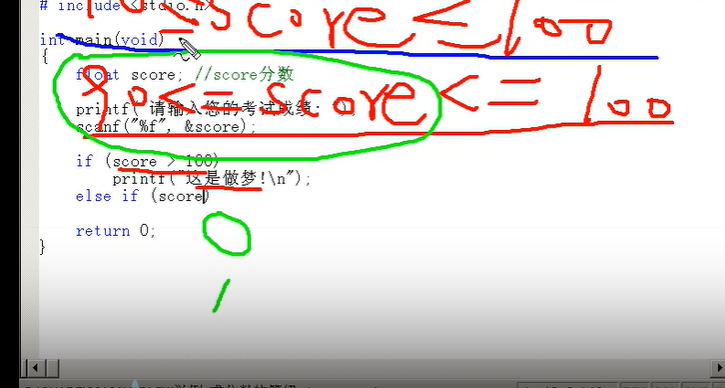 # include <stdio.h>
0<=score<=100
int main(void)
{
float score; //score分数
90<=score<=100
printf("请输入您的考试成绩: ");
scanf("%f", &score);
if (score > 100)
printf("这是做梦!\n");
else if (score)
return 0;
}
0
1